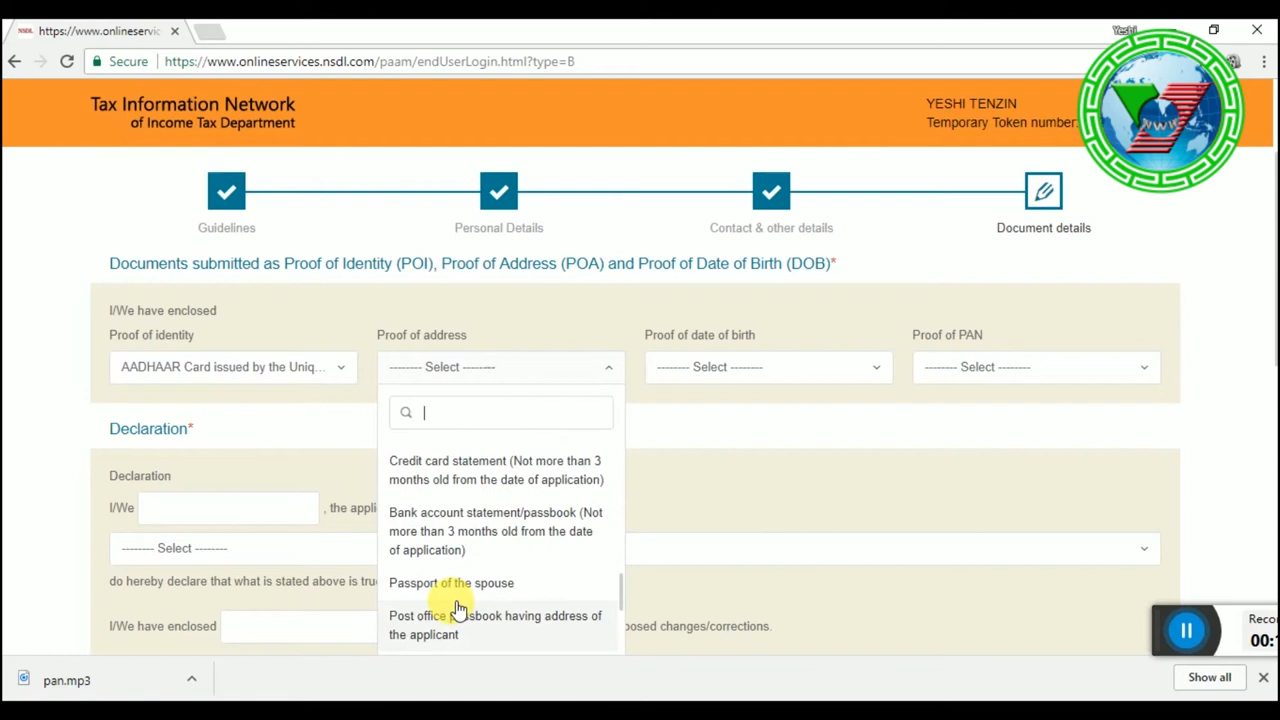 Yeshi
NSDL https://www.onlineservic
Secure https://www.onlineservices.nsdl.com/paam/endUserLogin.html?type=B
Tax Information Network
of Income Tax Department
YESHI TENZIN
Temporary Token number:
WWW
Guidelines
Personal Details
Contact & other details
Document details
Documents submitted as Proof of Identity (POI), Proof of Address (POA) and Proof of Date of Birth (DOB)*
I/We have enclosed
Proof of identity
Proof of address
Proof of date of birth
Proof of PAN
AADHAAR Card issued by the Uniq...
-------- Select --------
-------- Select --------
-------- Select --------
Credit card statement (Not more than 3
months old from the date of application)
Bank account statement/passbook (Not
more than 3 months old from the date
of application)
Passport of the spouse
Post office passbook having address of
the applicant
Declaration*
Declaration
I/We , the appli
-------- Select --------
do hereby declare that what is stated above is tru
I/We have enclosed posed changes/corrections.
Recor
00:
pan.mp3
Show all